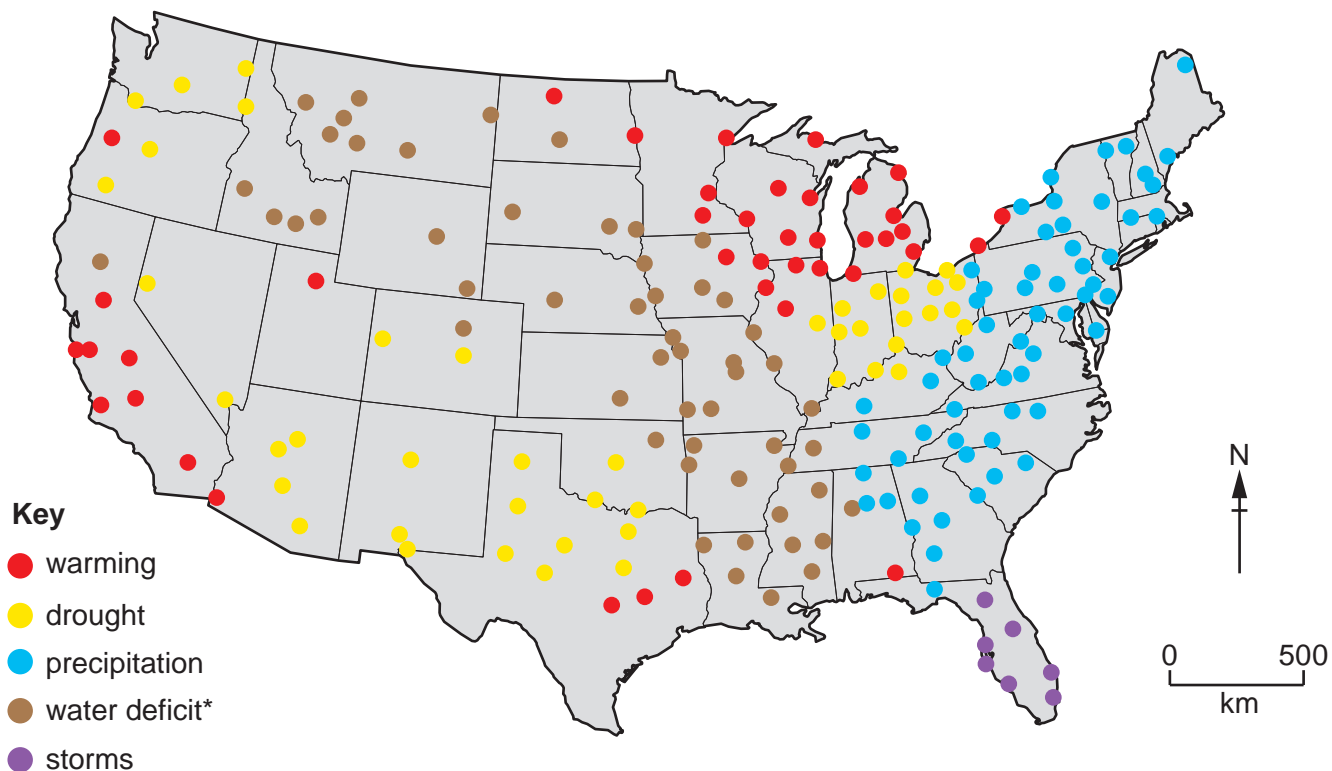 Key
warming
drought
precipitation
water deficit*
storms
N
0 500
km